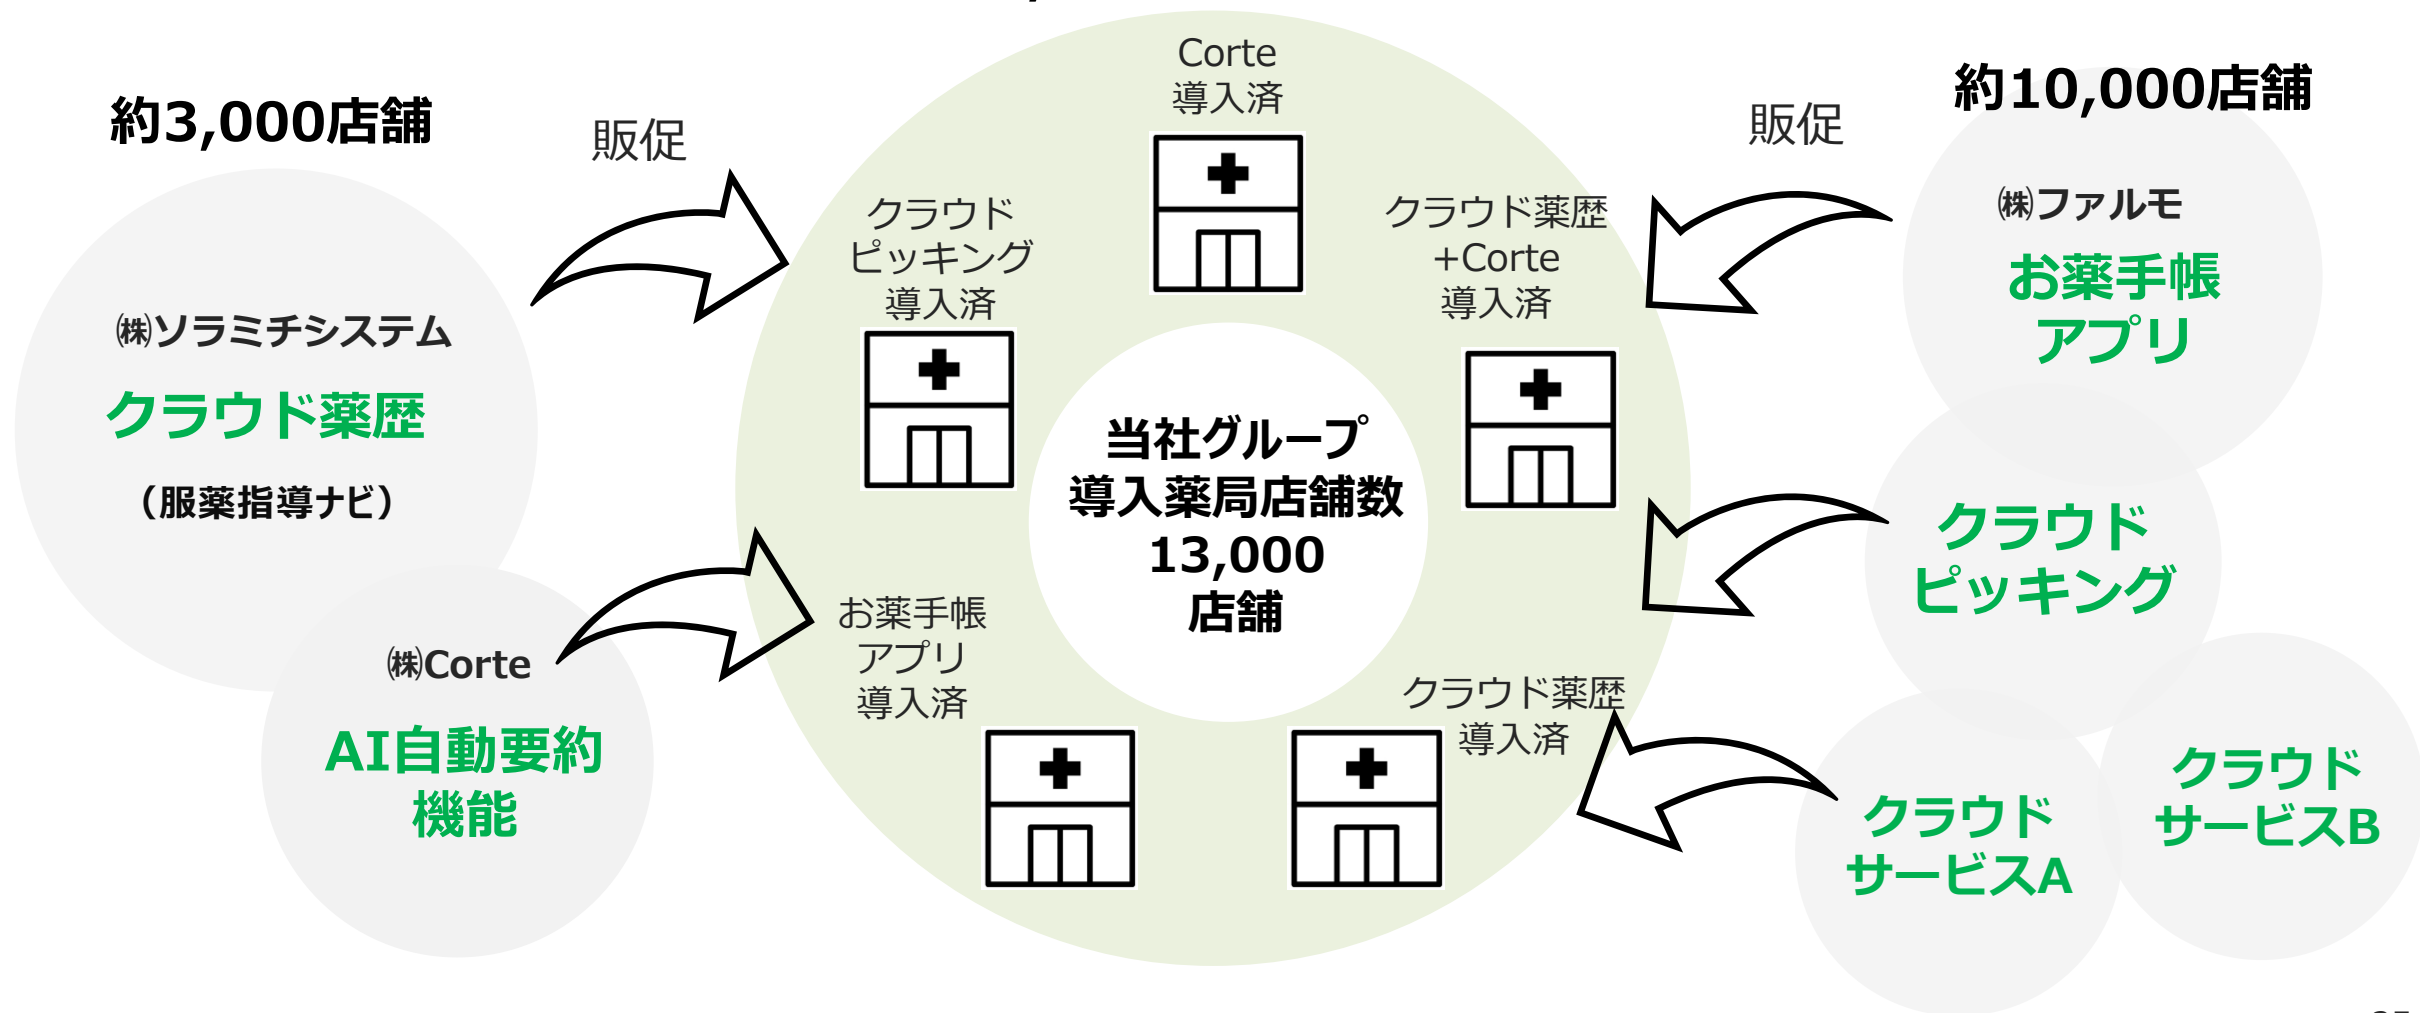 約3,000店舗
㈱ソラミチシステム
クラウド薬歴
（服薬指導ナビ）
㈱Corte
AI自動要約
機能
販促
Corte
導入済
クラウド
ピッキング
導入済
クラウド薬歴
+Corte
導入済
当社グループ
導入薬局店舗数
13,000
店舗
お薬手帳
アプリ
導入済
クラウド薬歴
導入済
販促
約10,000店舗
㈱ファルモ
お薬手帳
アプリ
クラウド
ピッキング
クラウド
サービスA
クラウド
サービスB